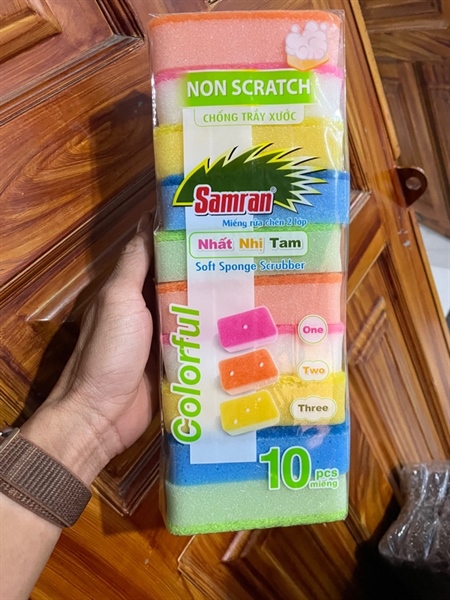 NON SCRATCH
CHỐNG TRẦY XƯỚC
Samran®
Miếng rửa chén 2 lớp
Nhất Nhị Tam
Soft Sponge Scrubber
Colorful
One
Two
Three
10 pcs
miếng